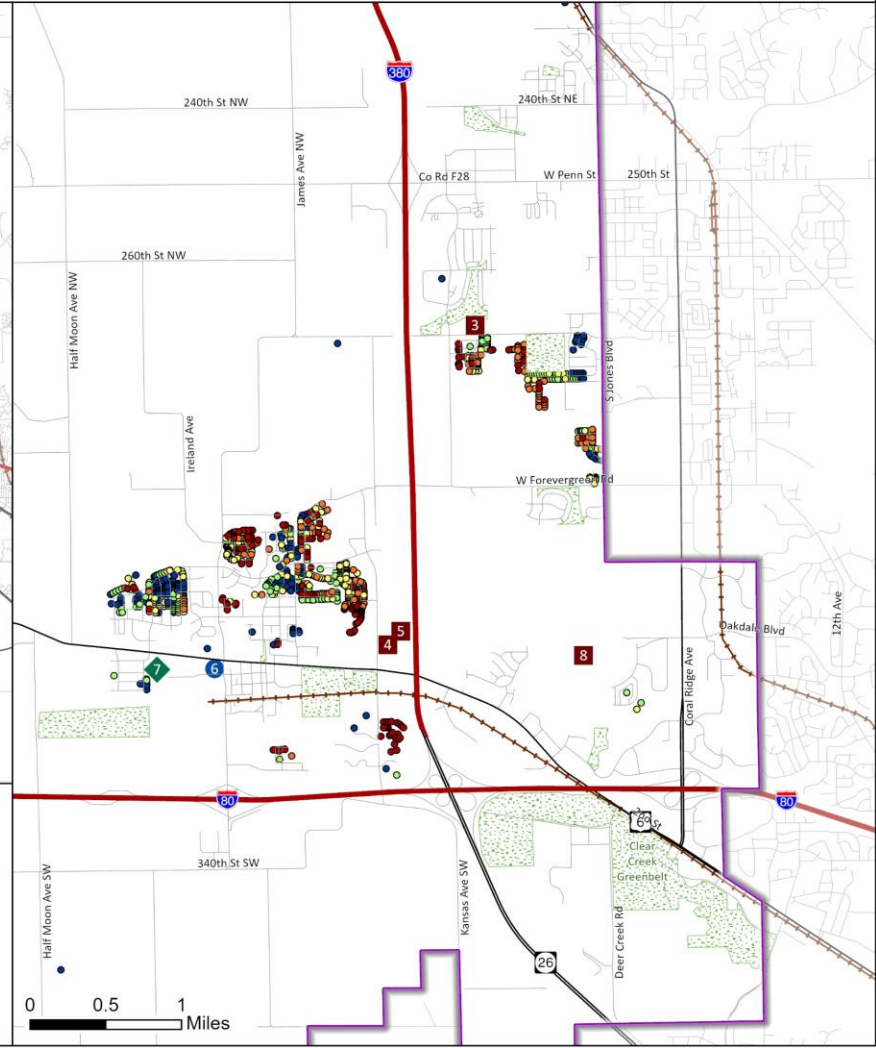 380
240th St NW
240th St NE
James Ave NW
Co Rd F28
W Penn St
250th St
260th St NW
Half Moon Ave NW
3
S Jones Blvd
Ireland Ave
W Forevergreen Rd
12th Ave
Oakdale Blvd
5
4
8
7
6
Coral Ridge Ave
80
80
2nd St
6
Clear
Creek
Greenbelt
340th St SW
Half Moon Ave SW
Kansas Ave SW
Deer Creek Rd
26
0 0.5 1
Miles